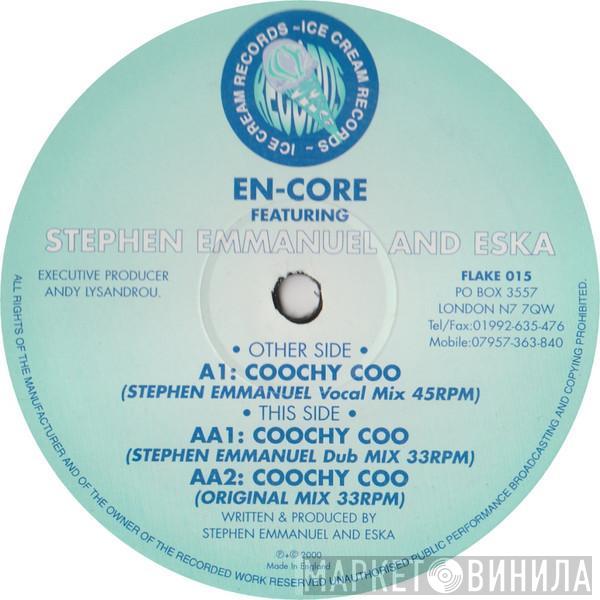 ICE CREAM RECORDS ~ ICE CREAM RECORDS ~
EN-CORE
FEATURING
STEPHEN EMMANUEL AND ESKA
EXECUTIVE PRODUCER
ANDY LYSANDROU.
FLAKE 015
PO BOX 3557
LONDON N7 7QW
Tel/Fax:01992-635-476
Mobile:07957-363-840
• OTHER SIDE •
A1: COOCHY COO
(STEPHEN EMMANUEL Vocal Mix 45RPM)
• THIS SIDE •
AA1: COOCHY COO
(STEPHEN EMMANUEL Dub MIX 33RPM)
AA2: COOCHY COO
(ORIGINAL MIX 33RPM)
WRITTEN & PRODUCED BY
STEPHEN EMMANUEL AND ESKA
℗+© 2000
Made In England
ALL RIGHTS OF THE MANUFACTURER AND OF THE OWNER OF THE RECORDED WORK RESERVED UNAUTHORISED PUBLIC PERFORMANCE BROADCASTING AND COPYING PROHIBITED.
МАРКЕТ ВИНИЛА